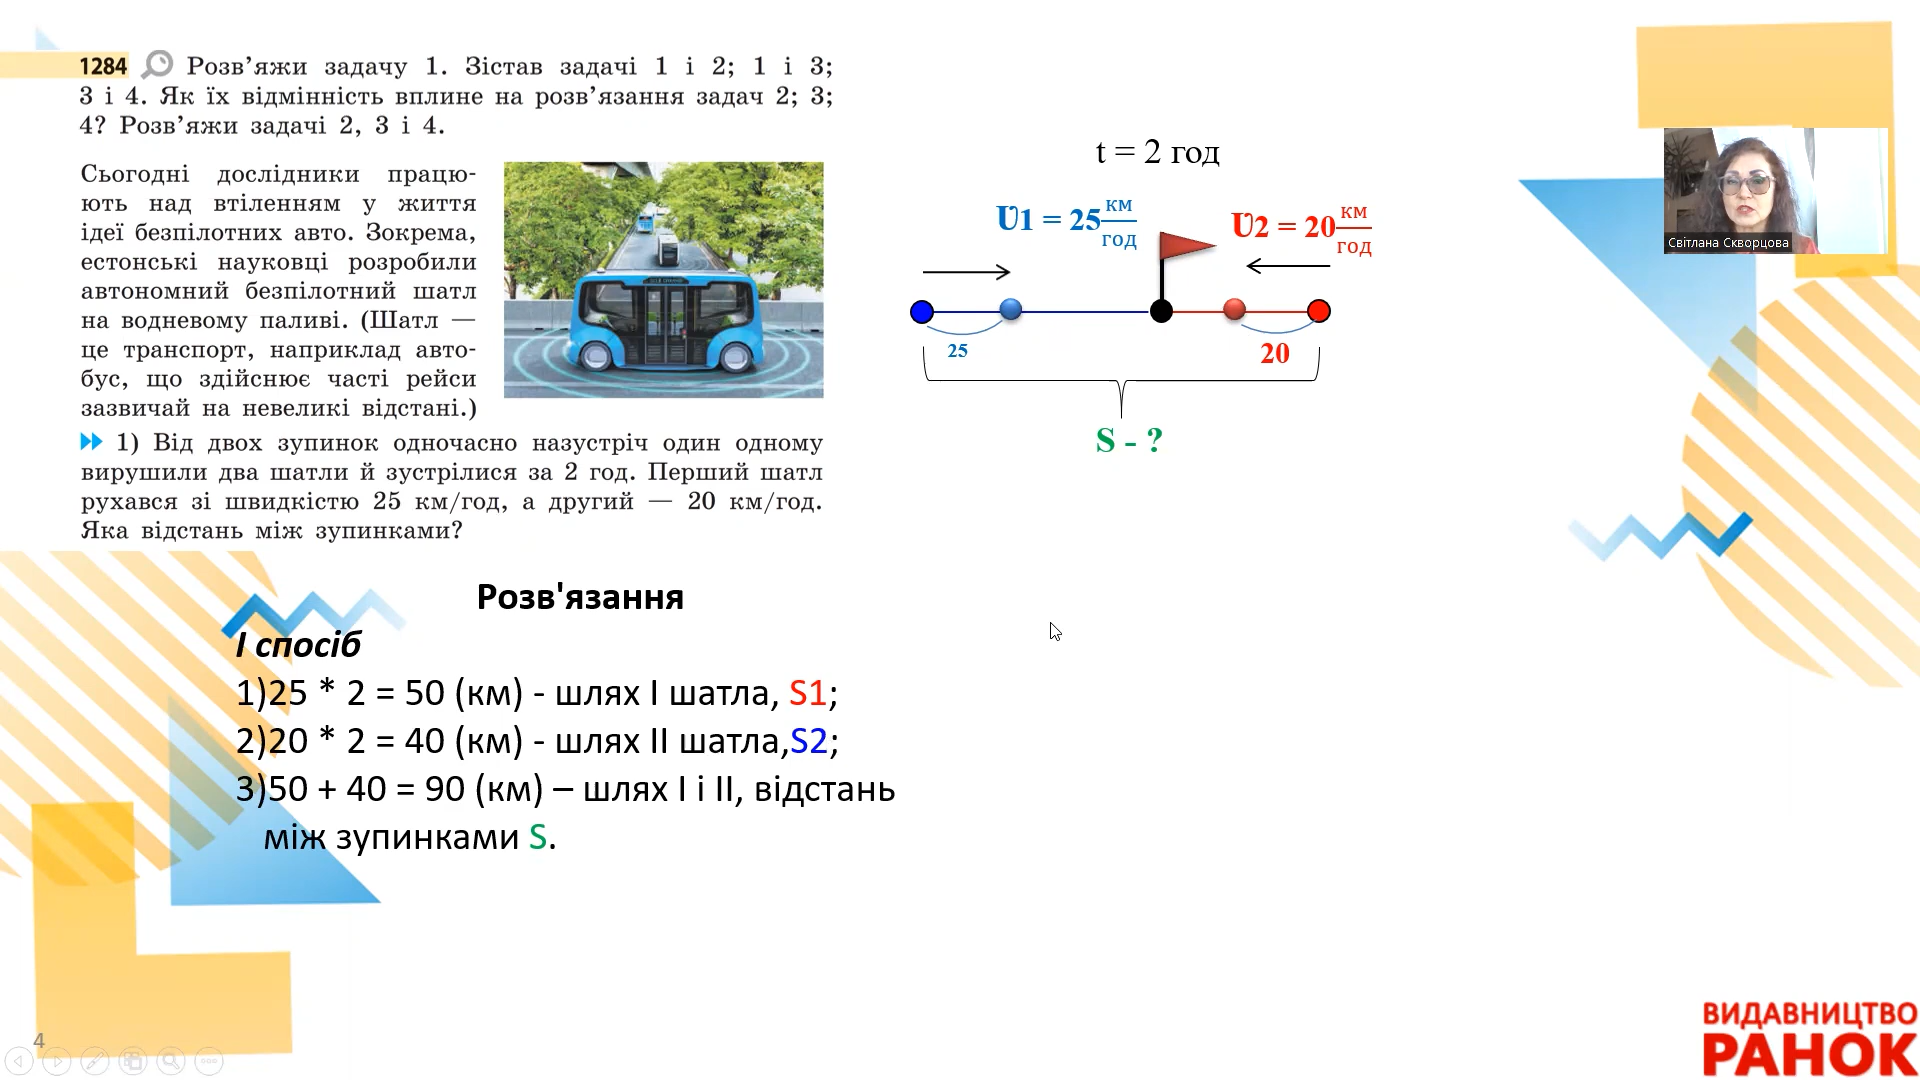 1284 Розв’яжи задачу 1. Зістав задачі 1 і 2; 1 і 3;
3 і 4. Як їх відмінність вплине на розв’язання задач 2; 3;
4? Розв’яжи задачі 2, 3 і 4.
Сьогодні дослідники працю-
ють над втіленням у життя
ідеї безпілотних авто. Зокрема,
естонські науковці розробили
автономний безпілотний шатл
на водневому паливі. (Шатл —
це транспорт, наприклад авто-
бус, що здійснює часті рейси
зазвичай на невеликі відстані.)
1) Від двох зупинок одночасно назустріч один одному
вирушили два шатли й зустрілися за 2 год. Перший шатл
рухався зі швидкістю 25 км/год, а другий — 20 км/год.
Яка відстань між зупинками?
t = 2 год
Ʋ1 = 25 км/год
Ʋ2 = 20 км/год
25
20
S - ?
Світлана Скворцова
Розв'язання
І спосіб
1)25 * 2 = 50 (км) - шлях І шатла, S1;
2)20 * 2 = 40 (км) - шлях ІІ шатла,S2;
3)50 + 40 = 90 (км) – шлях І і ІІ, відстань
між зупинками S.
4
ВИДАВНИЦТВО
РАНОК